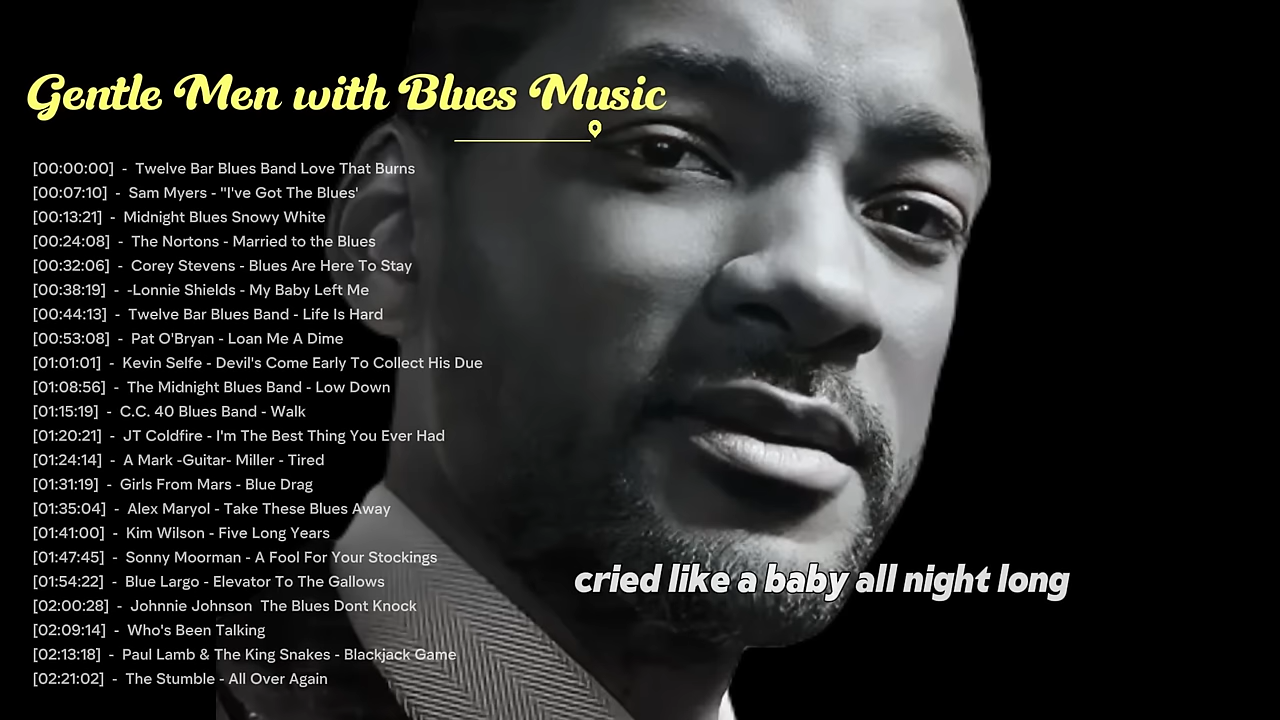 Gentle Men with Blues Music
[00:00:00] - Twelve Bar Blues Band Love That Burns
[00:07:10] - Sam Myers - "I've Got The Blues'
[00:13:21] - Midnight Blues Snowy White
[00:24:08] - The Nortons - Married to the Blues
[00:32:06] - Corey Stevens - Blues Are Here To Stay
[00:38:19] - -Lonnie Shields - My Baby Left Me
[00:44:13] - Twelve Bar Blues Band - Life Is Hard
[00:53:08] - Pat O'Bryan - Loan Me A Dime
[01:01:01] - Kevin Selfe - Devil's Come Early To Collect His Due
[01:08:56] - The Midnight Blues Band - Low Down
[01:15:19] - C.C. 40 Blues Band - Walk
[01:20:21] - JT Coldfire - I'm The Best Thing You Ever Had
[01:24:14] - A Mark -Guitar- Miller - Tired
[01:31:19] - Girls From Mars - Blue Drag
[01:35:04] - Alex Maryol - Take These Blues Away
[01:41:00] - Kim Wilson - Five Long Years
[01:47:45] - Sonny Moorman - A Fool For Your Stockings
[01:54:22] - Blue Largo - Elevator To The Gallows
[02:00:28] - Johnnie Johnson  The Blues Dont Knock
[02:09:14] - Who's Been Talking
[02:13:18] - Paul Lamb & The King Snakes - Blackjack Game
[02:21:02] - The Stumble - All Over Again
cried like a baby all night long